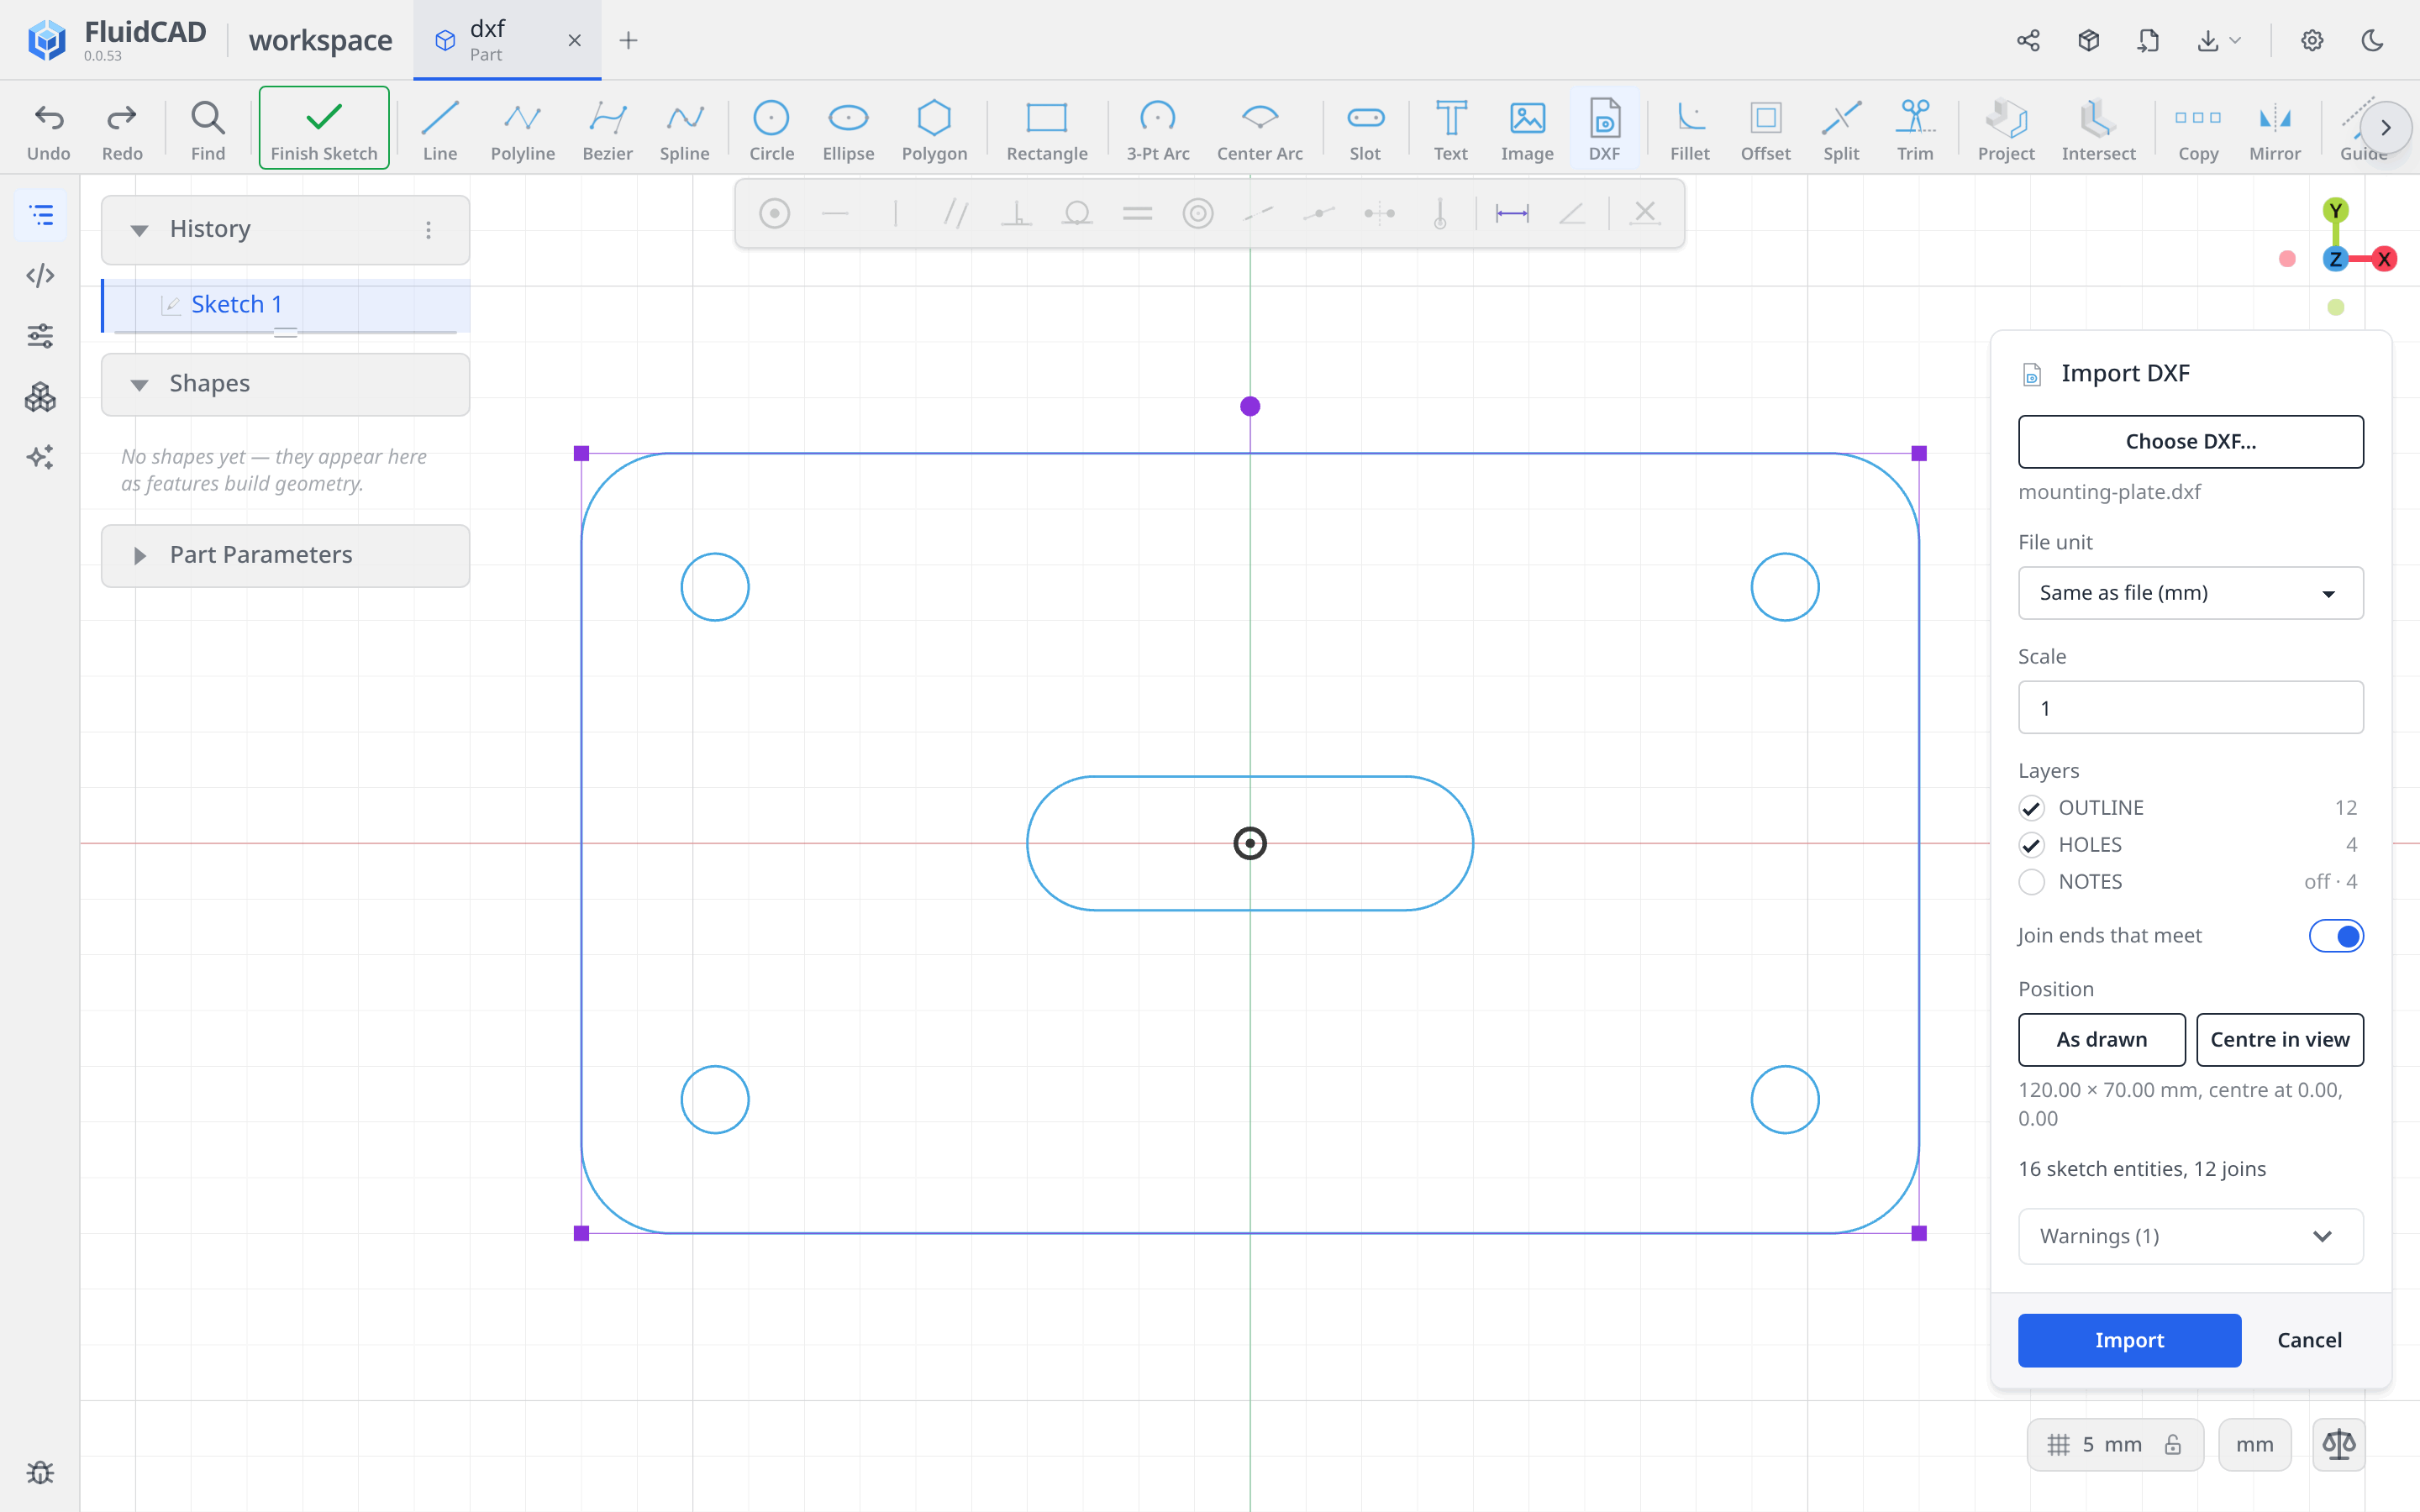 FluidCAD
0.0.53
workspace
dxf
Part
Undo
Redo
Find
Finish Sketch
Line
Polyline
Bezier
Spline
Circle
Ellipse
Polygon
Rectangle
3-Pt Arc
Center Arc
Slot
Text
Image
DXF
Fillet
Offset
Split
Trim
Project
Intersect
Copy
Mirror
Guide
History
Sketch 1
Shapes
No shapes yet — they appear here
as features build geometry.
Part Parameters
Y
Z
X
Import DXF
Choose DXF...
mounting-plate.dxf
File unit
Same as file (mm)
Scale
1
Layers
OUTLINE 12
HOLES 4
NOTES off · 4
Join ends that meet
Position
As drawn
Centre in view
120.00 × 70.00 mm, centre at 0.00,
0.00
16 sketch entities, 12 joins
Warnings (1)
Import
Cancel
5 mm
mm